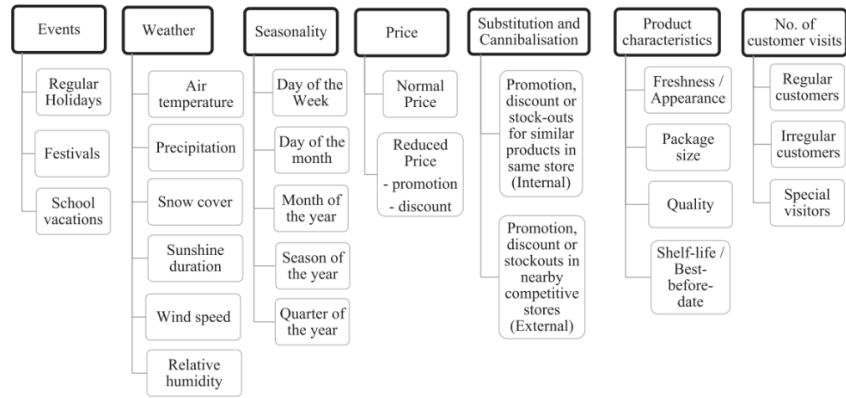 Events
Regular
Holidays
Festivals
School
vacations
Weather
Air
temperature
Precipitation
Snow cover
Sunshine
duration
Wind speed
Relative
humidity
Seasonality
Day of the
Week
Day of the
month
Month of
the year
Season of
the year
Quarter of
the year
Price
Normal
Price
Reduced
Price
- promotion
- discount
Substitution and
Cannibalisation
Promotion,
discount or
stock-outs
for similar
products in
same store
(Internal)
Promotion,
discount or
stockouts in
nearby
competitive
stores
(External)
Product
characteristics
Freshness /
Appearance
Package
size
Quality
Shelf-life /
Best-
before-
date
No. of
customer visits
Regular
customers
Irregular
customers
Special
visitors